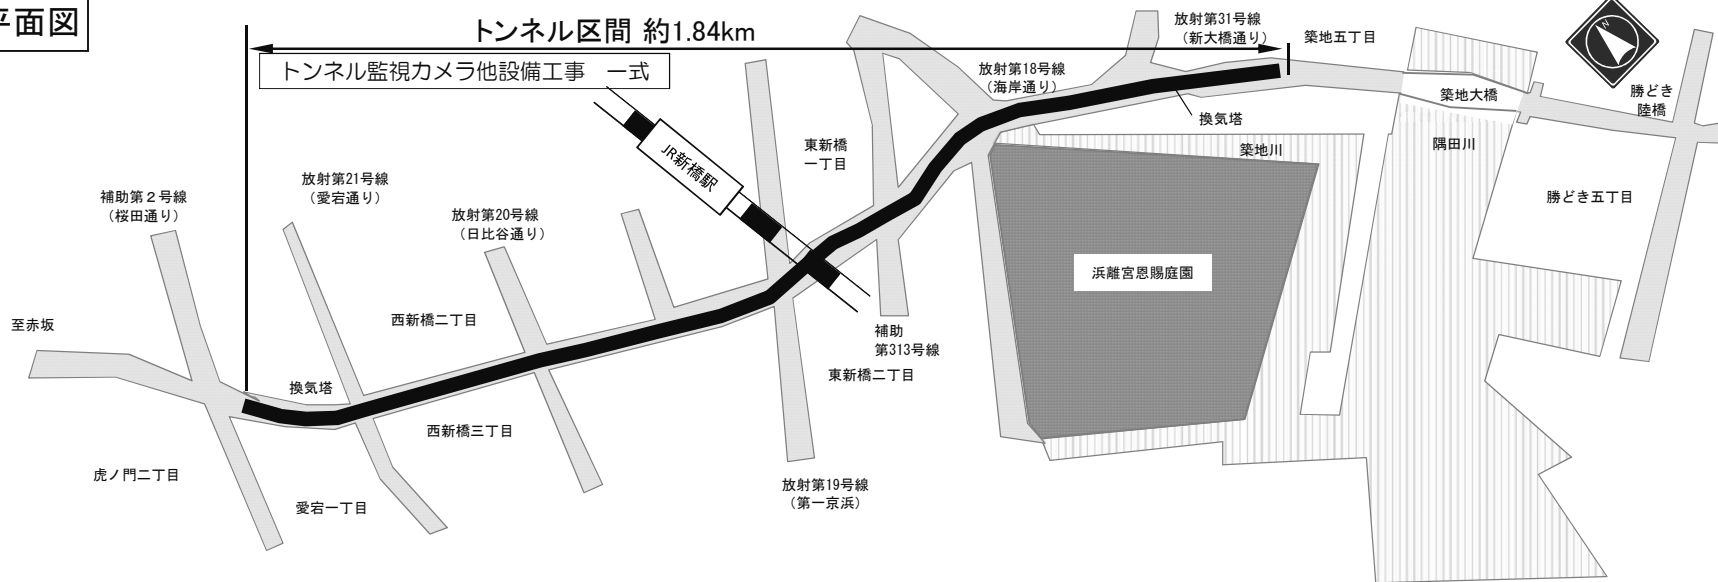 平面図
トンネル区間 約1.84km
トンネル監視カメラ他設備工事　一式
放射第31号線
（新大橋通り）
築地五丁目
N
放射第18号線
（海岸通り）
築地大橋
勝どき
陸橋
換気塔
隅田川
築地川
東新橋
一丁目
JR新橋駅
放射第21号線
（愛宕通り）
補助第２号線
（桜田通り）
放射第20号線
（日比谷通り）
勝どき五丁目
浜離宮恩賜庭園
至赤坂
西新橋二丁目
補助
第313号線
東新橋二丁目
換気塔
西新橋三丁目
虎ノ門二丁目
愛宕一丁目
放射第19号線
（第一京浜）